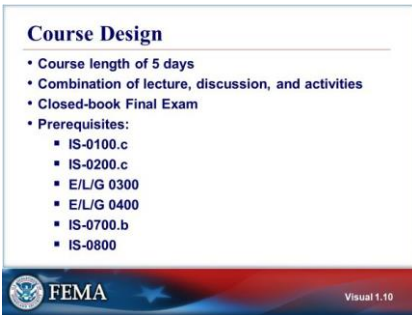 Course Design
• Course length of 5 days
• Combination of lecture, discussion, and activities
• Closed-book Final Exam
• Prerequisites:
▪ IS-0100.c
▪ IS-0200.c
▪ E/L/G 0300
▪ E/L/G 0400
▪ IS-0700.b
▪ IS-0800
FEMA
Visual 1.10